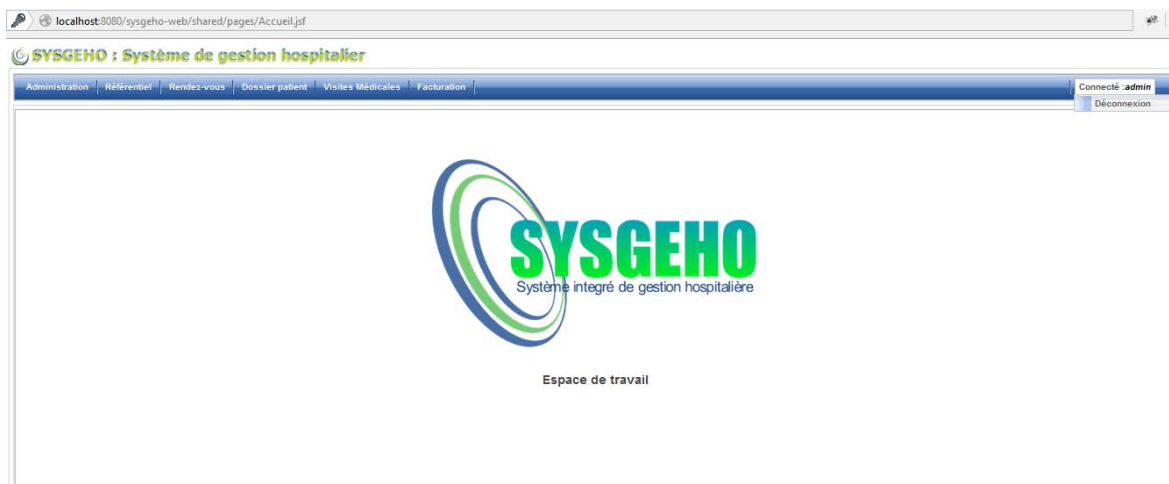 localhost:8080/sysgeho-web/shared/pages/Accueil.jsf
SYSGEHO : Système de gestion hospitalier
Administration Référentiel Rendez-vous Dossier patient Visites Médicales Facturation Connecté :admin
Déconnexion
SYSGEHO
Système integré de gestion hospitalière
Espace de travail